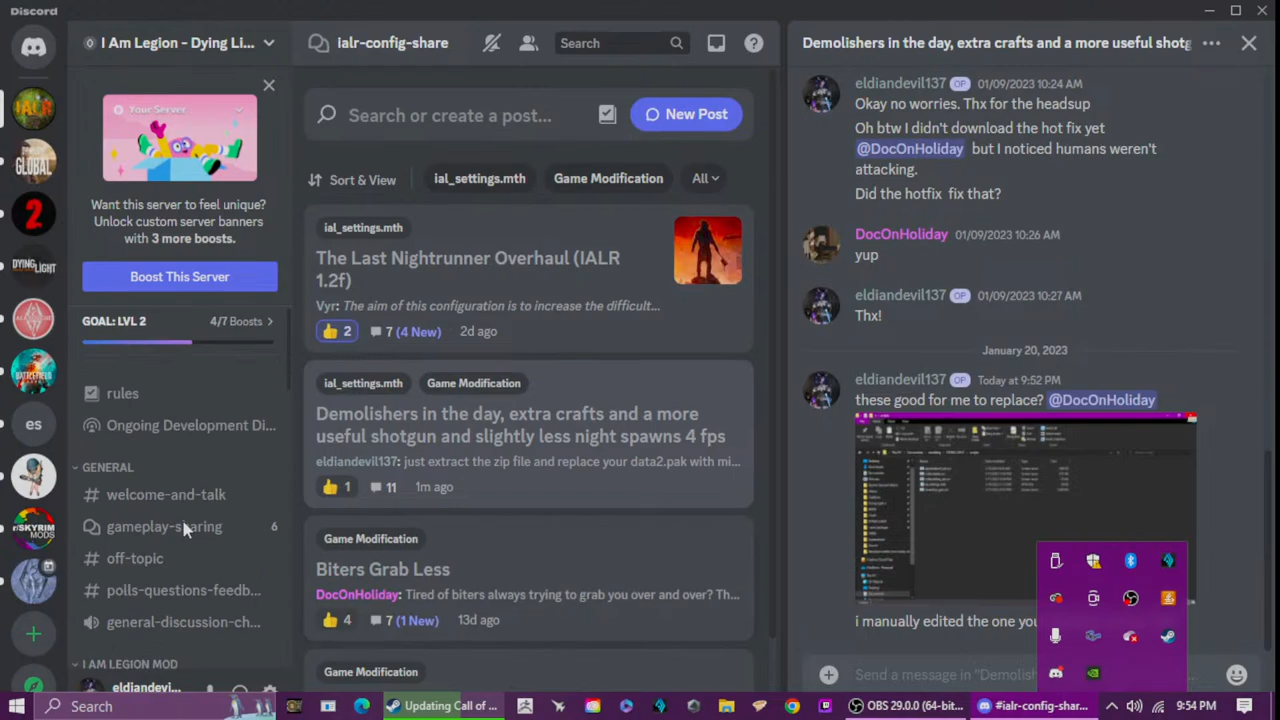 Discord
I Am Legion - Dying Li...
Your Server
Want this server to feel unique?
Unlock custom server banners
with 3 more boosts.
Boost This Server
GOAL: LVL 2
4/7 Boosts
rules
Ongoing Development Di...
GENERAL
welcome-and-talk
gameplay-sharing
6
off-topic
polls-questions-feedb...
general-discussion-ch...
I AM LEGION MOD
eldiandevil...
GLOBAL
2
DYING LIGHT
es
SKYRIM
MODS
ialr-config-share
Search
Search or create a post...
New Post
Sort & View
ial_settings.mth
Game Modification
All
ial_settings.mth
The Last Nightrunner Overhaul (IALR
1.2f)
Vyr: The aim of this configuration is to increase the difficult...
2
7 (4 New)
2d ago
ial_settings.mth
Game Modification
Demolishers in the day, extra crafts and a more
useful shotgun and slightly less night spawns 4 fps
eldiandevil137: just extract the zip file and replace your data2.pak with mi...
11
1m ago
Game Modification
Biters Grab Less
DocOnHoliday: Tired of biters always trying to grab you over and over? Th...
4
7 (1 New)
13d ago
Game Modification
Demolishers in the day, extra crafts and a more useful shotg
eldiandevil137 OP 01/09/2023 10:24 AM
Okay no worries. Thx for the headsup
Oh btw I didn't download the hot fix yet
@DocOnHoliday but I noticed humans weren't
attacking.
Did the hotfix fix that?
DocOnHoliday 01/09/2023 10:26 AM
yup
eldiandevil137 OP 01/09/2023 10:27 AM
Thx!
January 20, 2023
eldiandevil137 OP Today at 9:52 PM
these good for me to replace? @DocOnHoliday
i manually edited the one you
Send a message in "Demolish
Search
Updating Call of ...
OBS 29.0.0 (64-bit...
#ialr-config-share...
9:54 PM